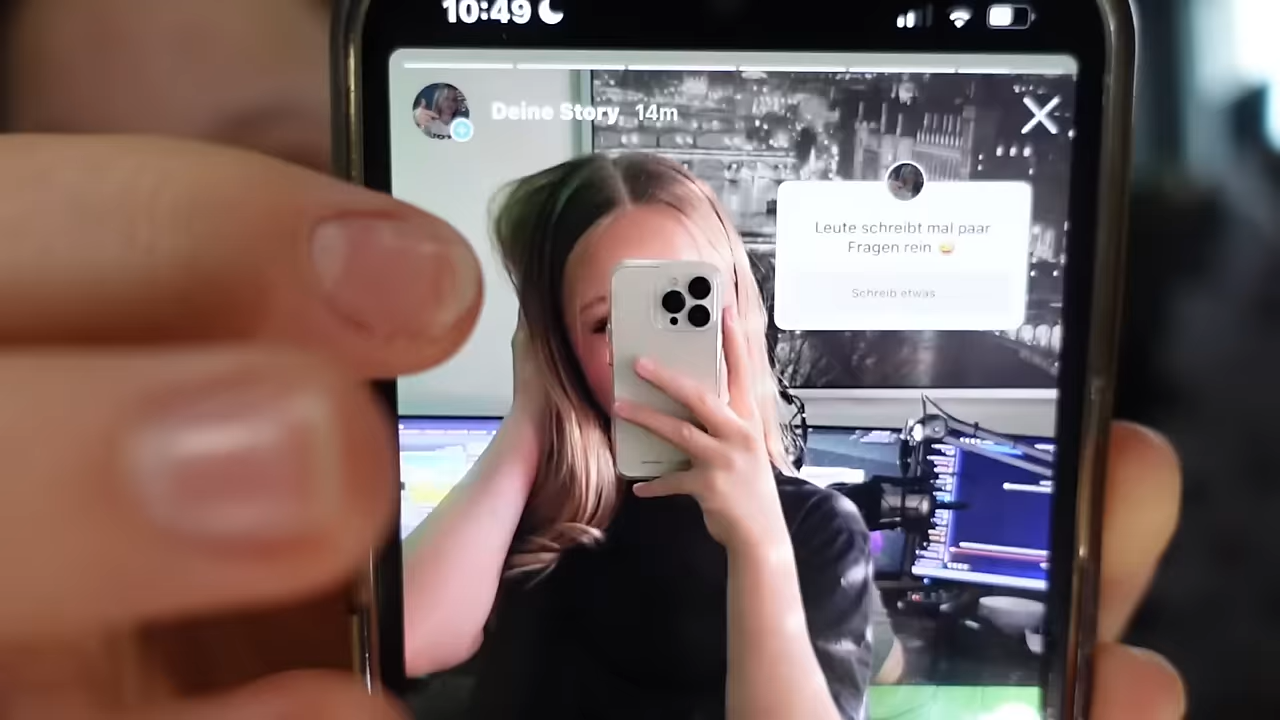 10:49
Deine Story 14m
Leute schreibt mal paar
Fragen rein 😅
Schreib etwas